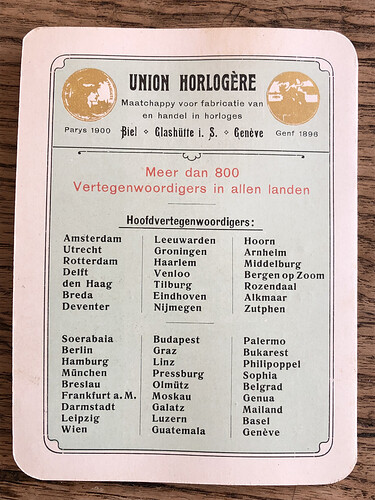 UNION HORLOGÈRE
Maatchappy voor fabricatie van
en handel in horloges
Parys 1900
Biel ⋄ Glashütte i. S. ⋄ Genève
Genf 1896
Meer dan 800
Vertegenwoordigers in allen landen
Hoofdvertegenwoordigers:
Amsterdam
Utrecht
Rotterdam
Delft
den Haag
Breda
Deventer
Leeuwarden
Groningen
Haarlem
Venloo
Tilburg
Eindhoven
Nijmegen
Hoorn
Arnheim
Middelburg
Bergen op Zoom
Rozendaal
Alkmaar
Zutphen
Soerabaia
Berlin
Hamburg
München
Breslau
Frankfurt a. M.
Darmstadt
Leipzig
Wien
Budapest
Graz
Linz
Pressburg
Olmütz
Moskau
Galatz
Luzern
Guatemala
Palermo
Bukarest
Philipoppel
Sophia
Belgrad
Genua
Mailand
Basel
Genève